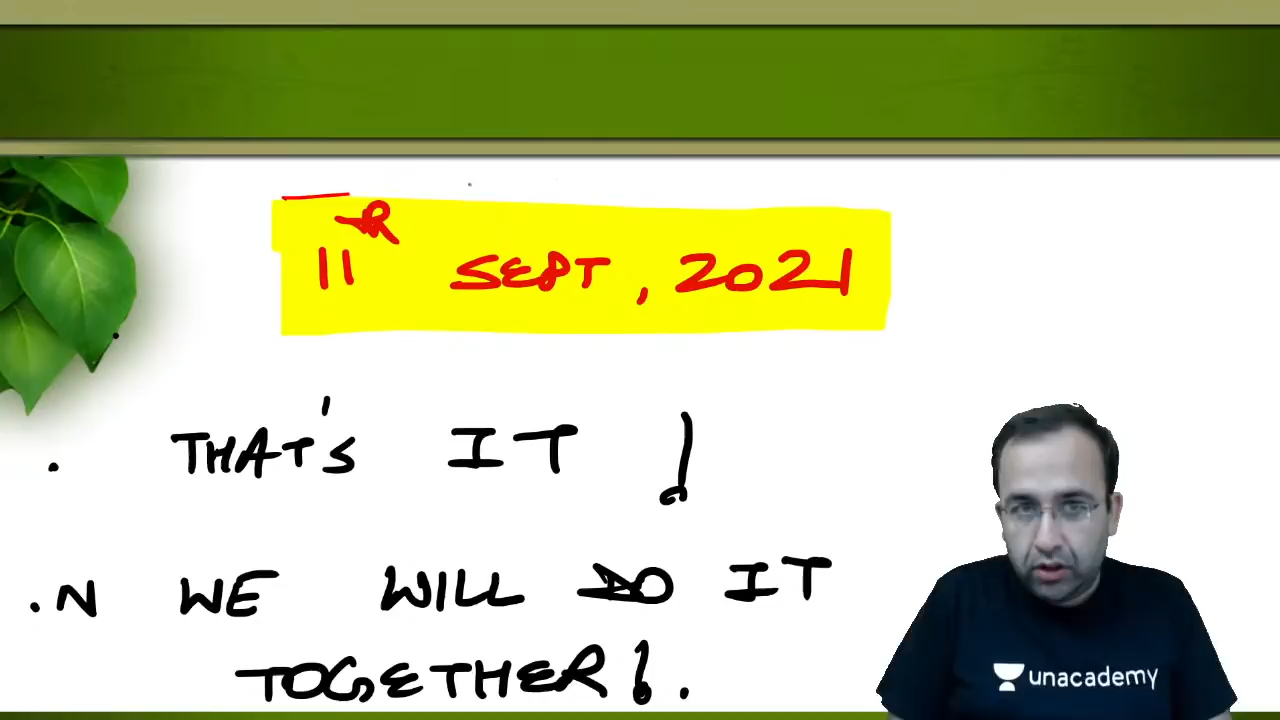 11th SEPT, 2021
THAT'S IT !
. N WE WILL DO IT
TOGETHER! .
unacademy